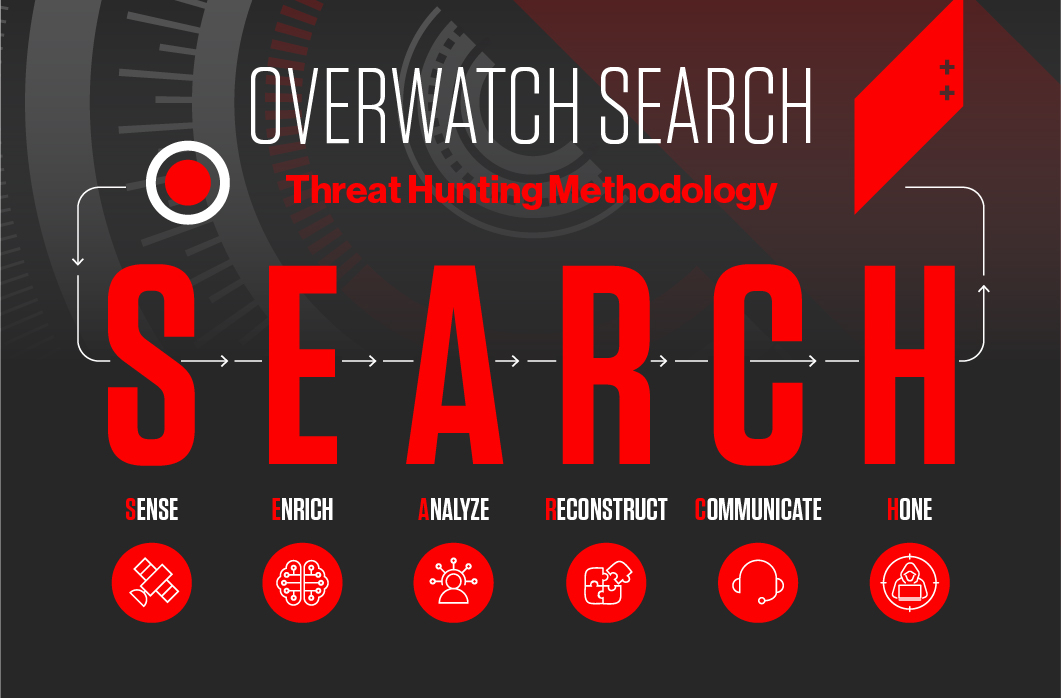 OVERWATCH SEARCH
Threat Hunting Methodology
SEARCH
SENSE ENRICH ANALYZE RECONSTRUCT COMMUNICATE HONE